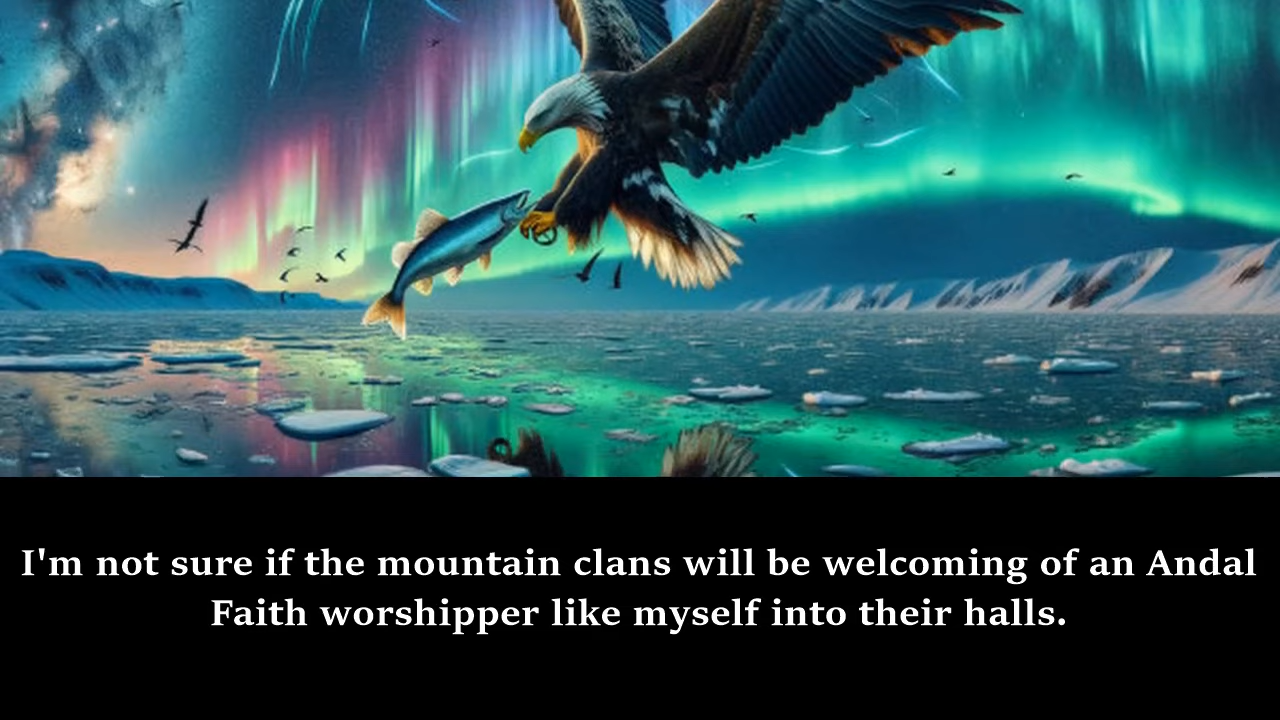 I'm not sure if the mountain clans will be welcoming of an Andal
Faith worshipper like myself into their halls.